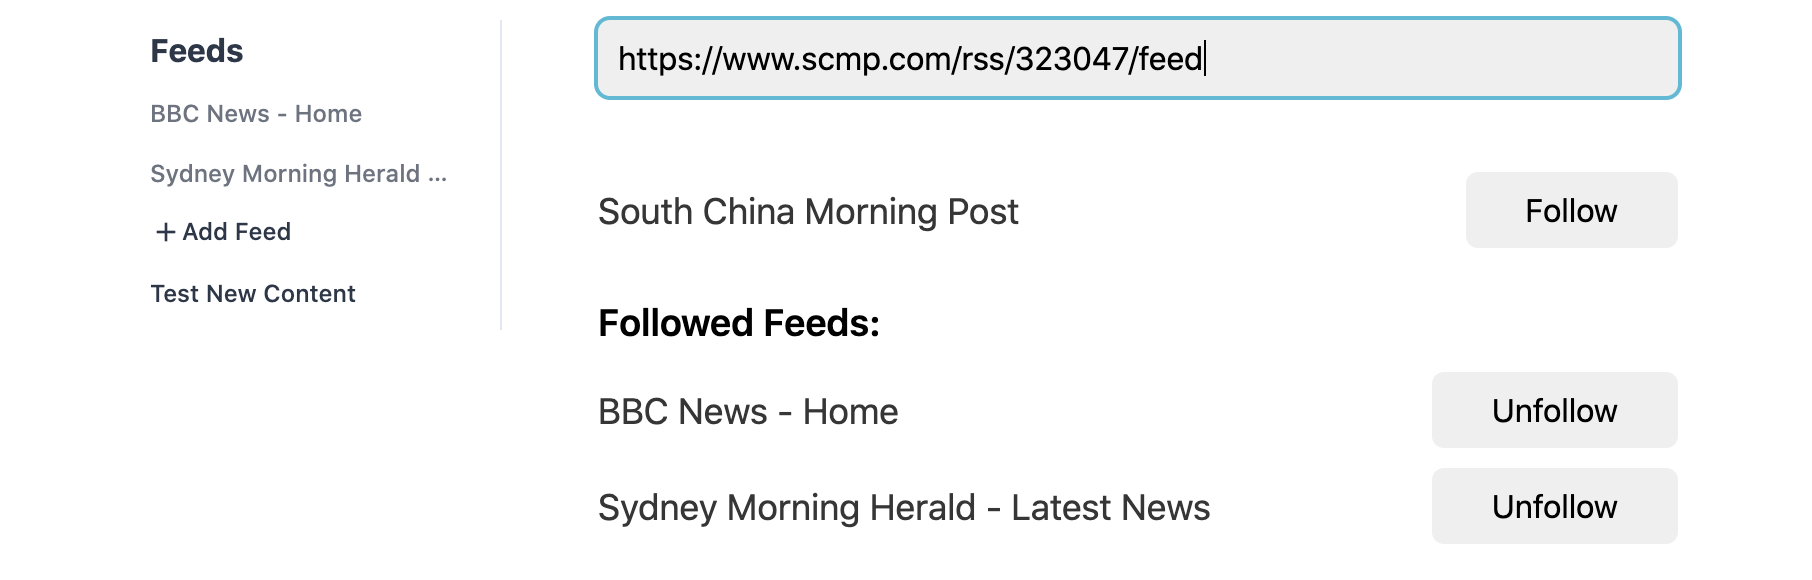 Feeds
BBC News - Home
Sydney Morning Herald ...
+ Add Feed
Test New Content
https://www.scmp.com/rss/323047/feed
South China Morning Post
Follow
Followed Feeds:
BBC News - Home
Unfollow
Sydney Morning Herald - Latest News
Unfollow